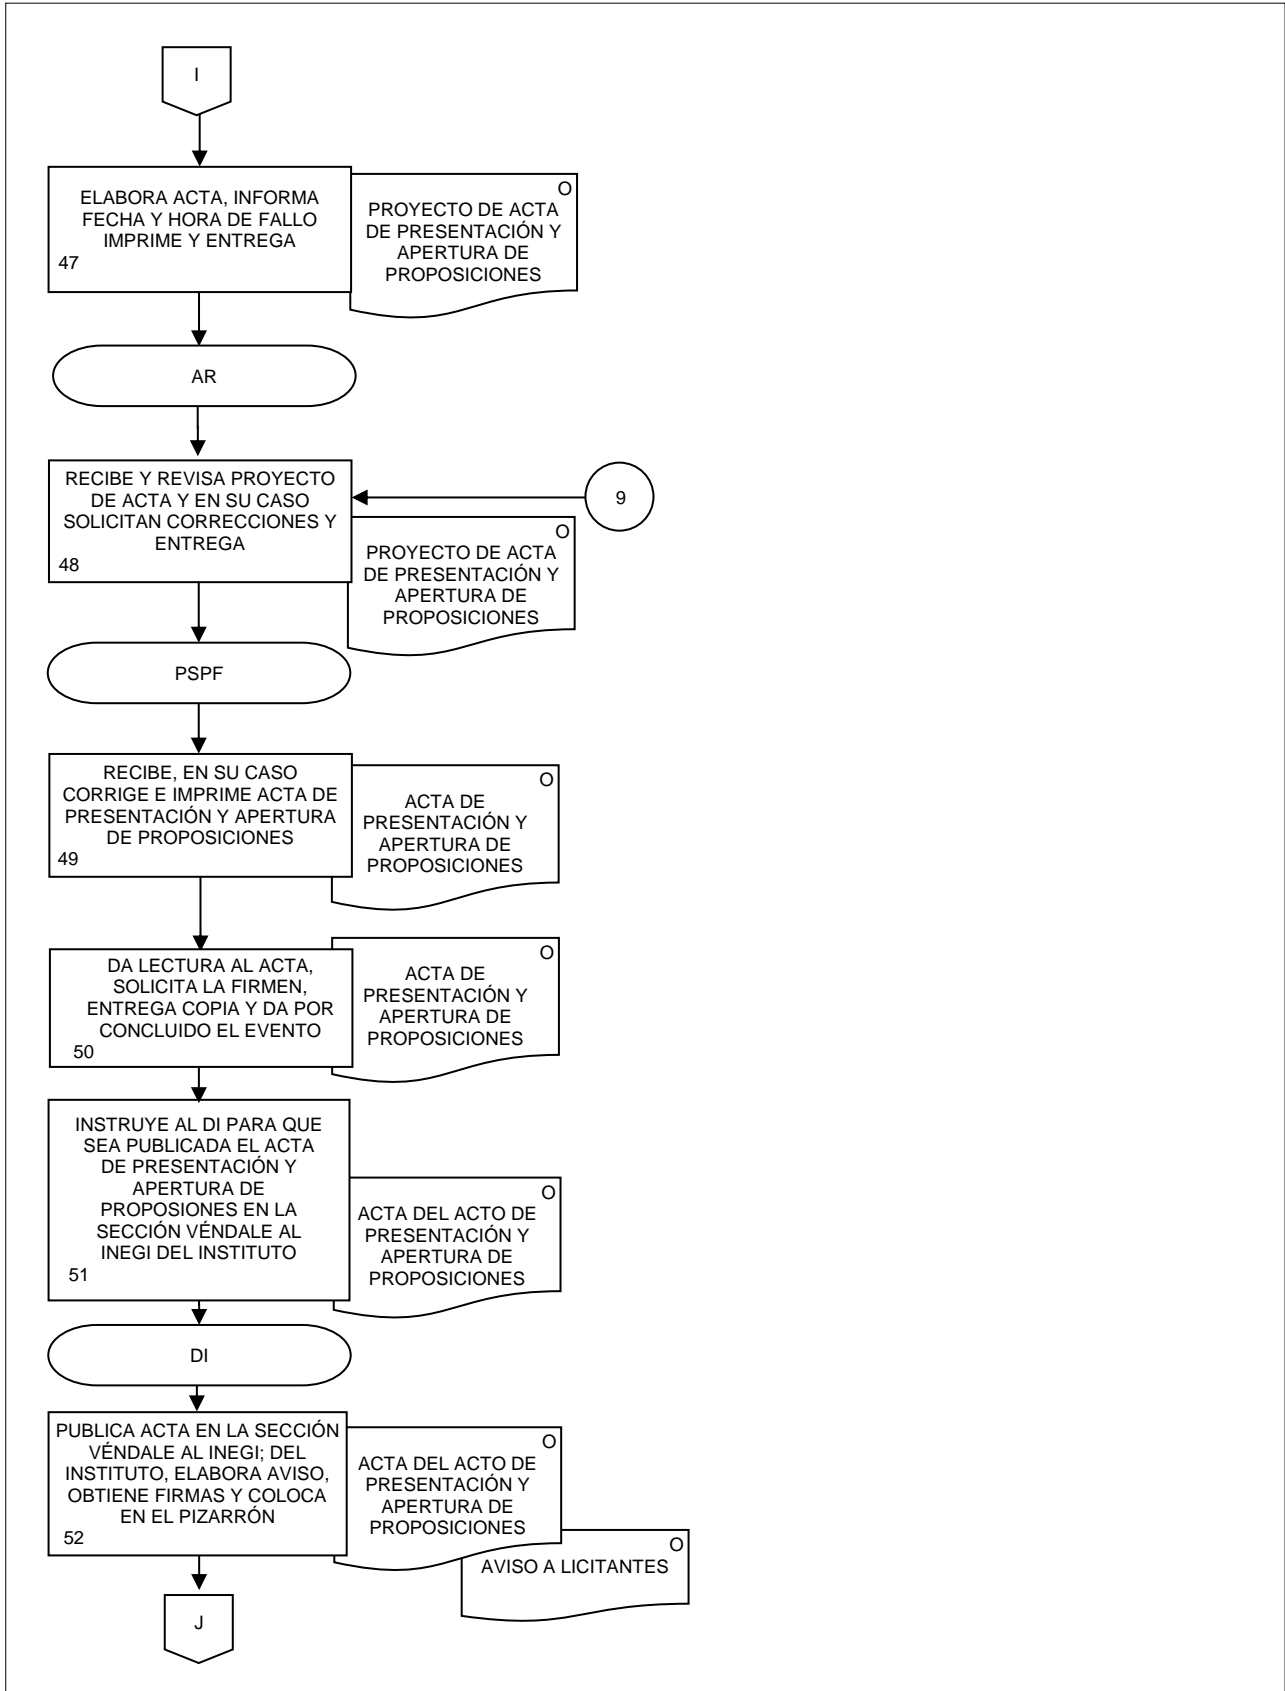 I
ELABORA ACTA, INFORMA
FECHA Y HORA DE FALLO
IMPRIME Y ENTREGA
47
O
PROYECTO DE ACTA
DE PRESENTACIÓN Y
APERTURA DE
PROPOSICIONES
AR
RECIBE Y REVISA PROYECTO
DE ACTA Y EN SU CASO
SOLICITAN CORRECCIONES Y
ENTREGA
48
9
O
PROYECTO DE ACTA
DE PRESENTACIÓN Y
APERTURA DE
PROPOSICIONES
PSPF
RECIBE, EN SU CASO
CORRIGE E IMPRIME ACTA DE
PRESENTACIÓN Y APERTURA
DE PROPOSICIONES
49
O
ACTA DE
PRESENTACIÓN Y
APERTURA DE
PROPOSICIONES
DA LECTURA AL ACTA,
SOLICITA LA FIRMEN,
ENTREGA COPIA Y DA POR
CONCLUIDO EL EVENTO
50
O
ACTA DE
PRESENTACIÓN Y
APERTURA DE
PROPOSICIONES
INSTRUYE AL DI PARA QUE
SEA PUBLICADA EL ACTA
DE PRESENTACIÓN Y
APERTURA DE
PROPOSIONES EN LA
SECCIÓN VÉNDALE AL
INEGI DEL INSTITUTO
51
O
ACTA DEL ACTO DE
PRESENTACIÓN Y
APERTURA DE
PROPOSICIONES
DI
PUBLICA ACTA EN LA SECCIÓN
VÉNDALE AL INEGI; DEL
INSTITUTO, ELABORA AVISO,
OBTIENE FIRMAS Y COLOCA
EN EL PIZARRÓN
52
O
ACTA DEL ACTO DE
PRESENTACIÓN Y
APERTURA DE
PROPOSICIONES
O
AVISO A LICITANTES
J